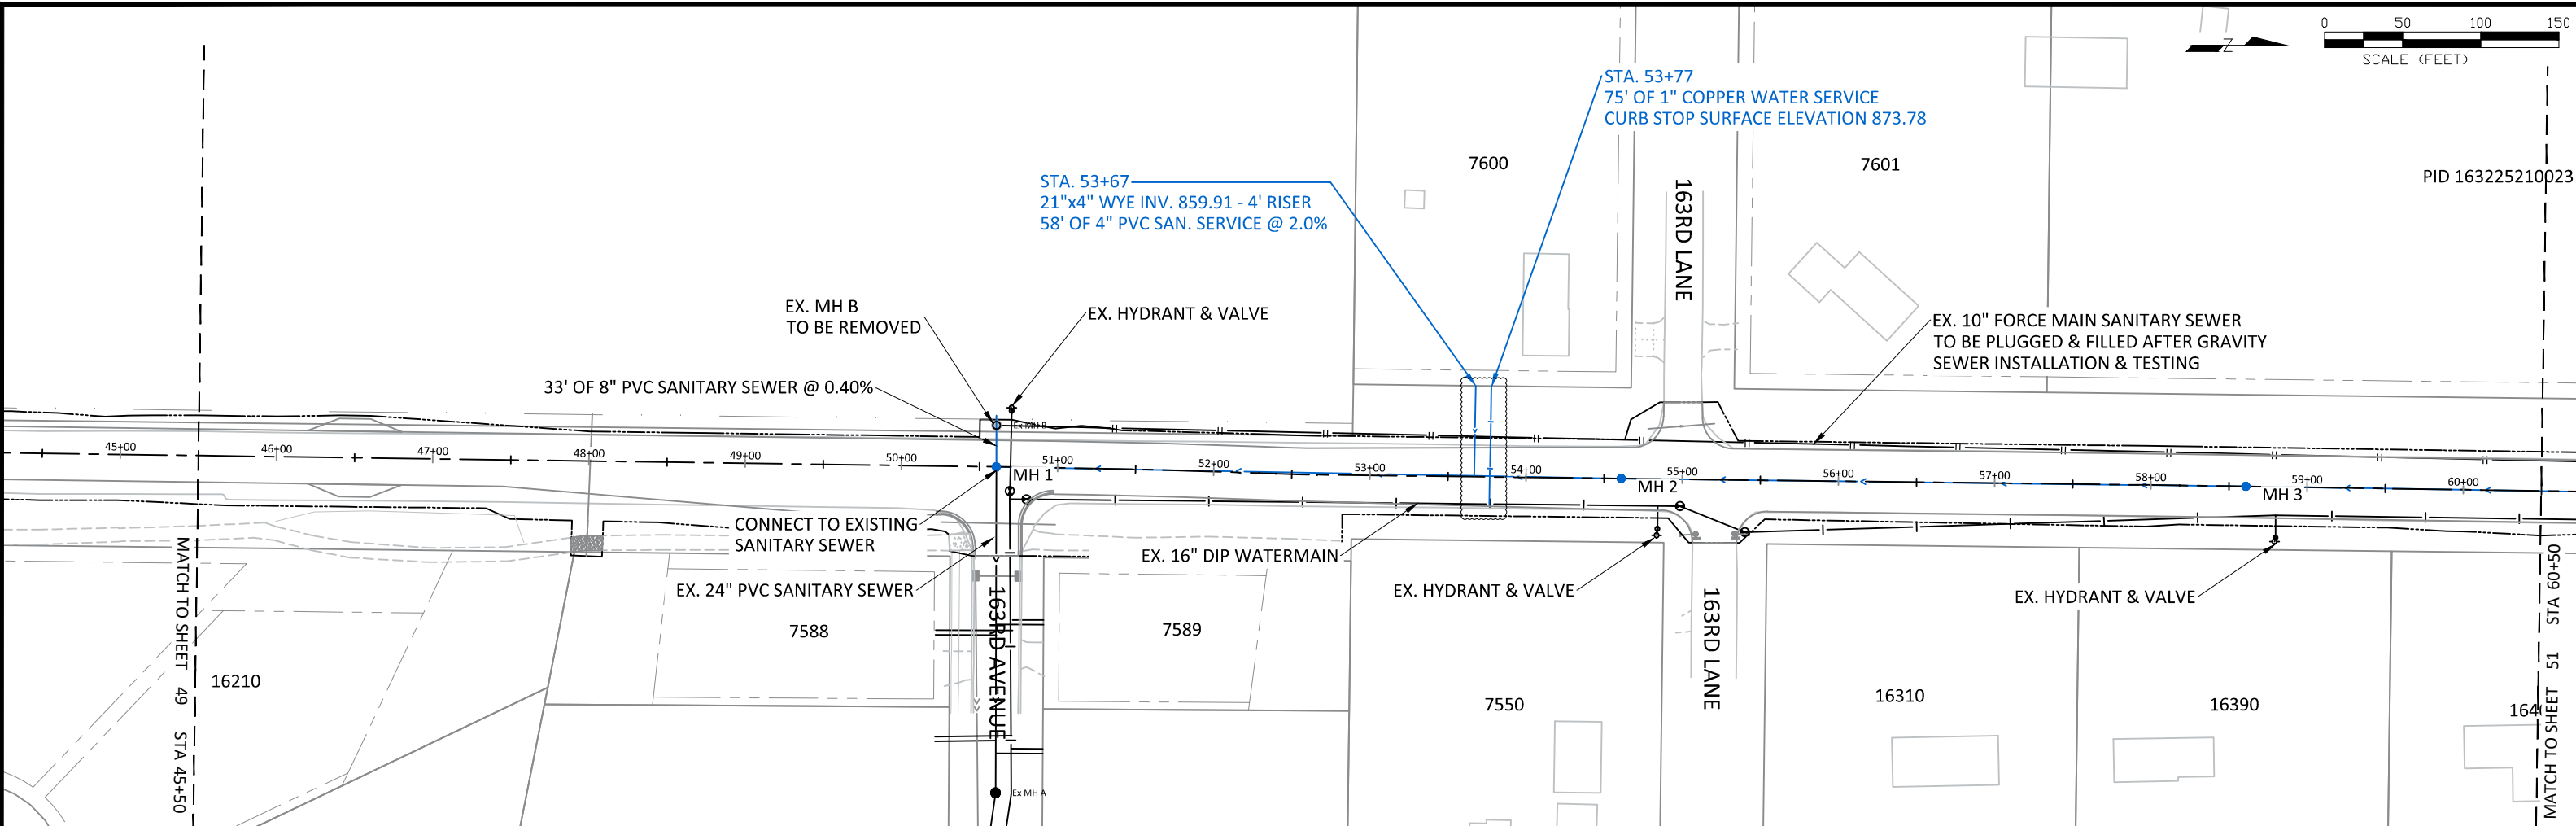 0 50 100 150
SCALE (FEET)
Z
STA. 53+77
75' OF 1" COPPER WATER SERVICE
CURB STOP SURFACE ELEVATION 873.78
7600
7601
PID 163225210023
STA. 53+67
21"x4" WYE INV. 859.91 - 4' RISER
58' OF 4" PVC SAN. SERVICE @ 2.0%
163RD LANE
EX. MH B
TO BE REMOVED
EX. HYDRANT & VALVE
EX. 10" FORCE MAIN SANITARY SEWER
TO BE PLUGGED & FILLED AFTER GRAVITY
SEWER INSTALLATION & TESTING
33' OF 8" PVC SANITARY SEWER @ 0.40%
Ex MH B
45+00 46+00 47+00 48+00 49+00 50+00 51+00 52+00 53+00 54+00 55+00 56+00 57+00 58+00 59+00 60+00
MH 1
MH 2
MH 3
CONNECT TO EXISTING
SANITARY SEWER
EX. 16" DIP WATERMAIN
EX. 24" PVC SANITARY SEWER
EX. HYDRANT & VALVE
EX. HYDRANT & VALVE
MATCH TO SHEET 49 STA 45+50
163RD AVENUE
163RD LANE
MATCH TO SHEET 51 STA 60+50
16210
7588
7589
7550
16310
16390
164
Ex MH A